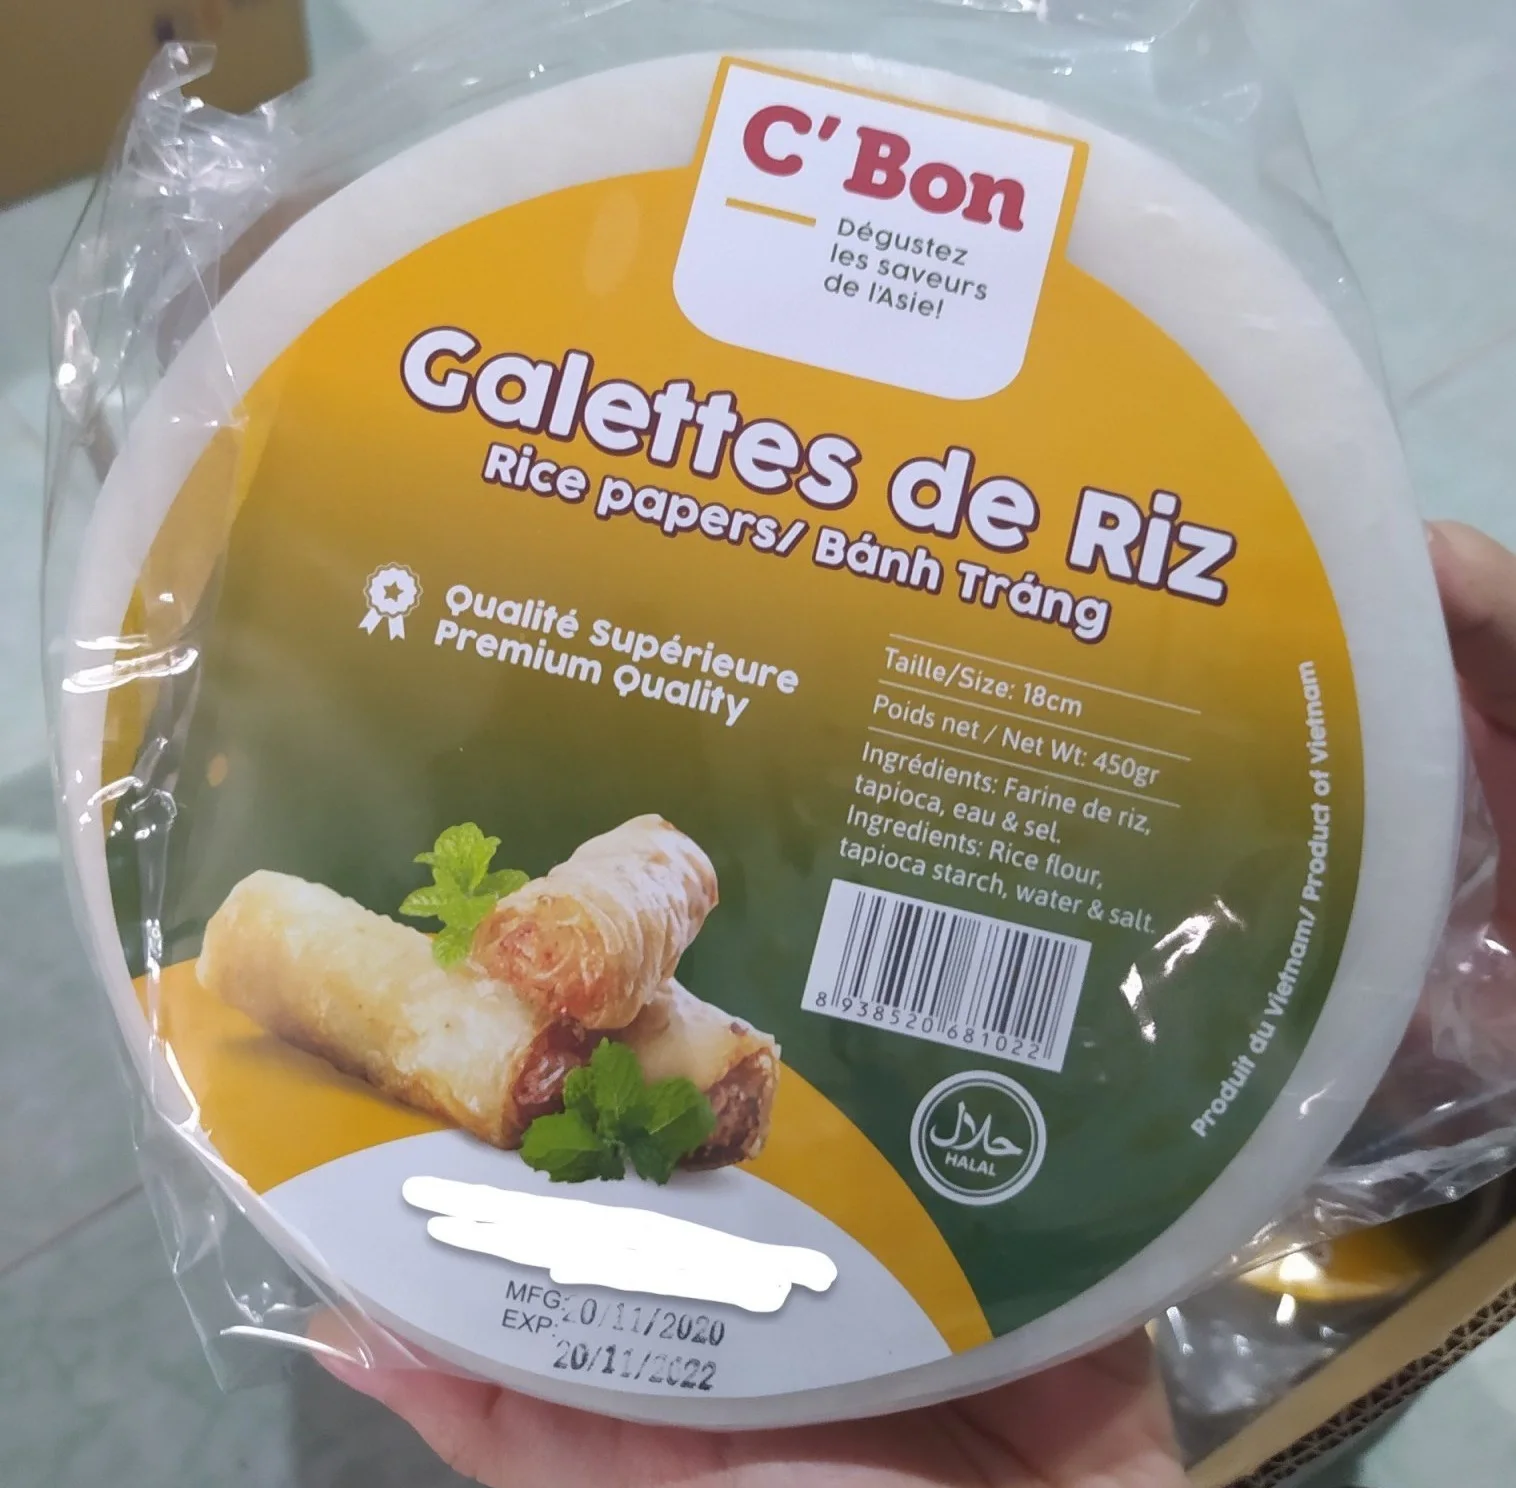 C'Bon
Dégustez
les saveurs
de l'Asie!
Galettes de Riz
Rice papers/ Bánh Tráng
Qualité Supérieure
Premium Quality
Taille/Size: 18cm
Poids net / Net Wt: 450gr
Ingrédients: Farine de riz,
tapioca, eau & sel.
Ingredients: Rice flour,
tapioca starch, water & salt.
8 938520 681022
حلال
HALAL
Produit du Vietnam/ Product of Vietnam
MFG: 20/11/2020
EXP:
20/11/2022